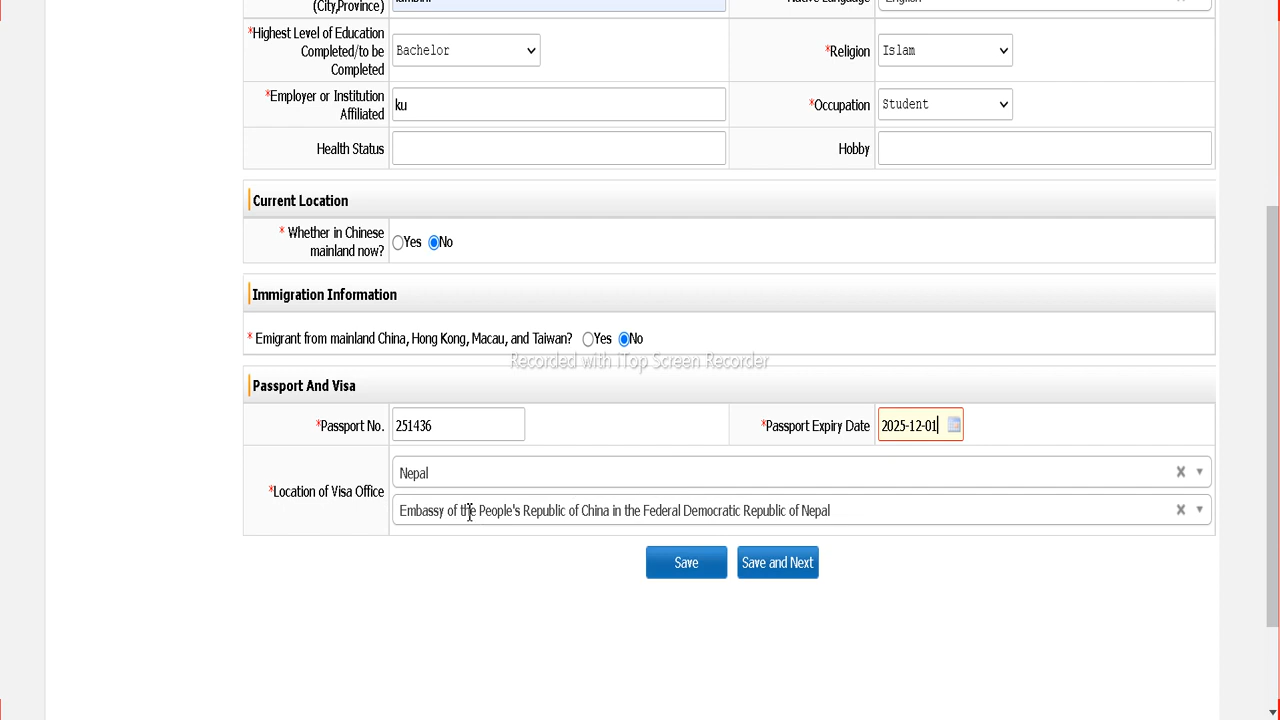 (City,Province)
*Highest Level of Education
Completed/to be
Completed
Bachelor
*Religion
Islam
*Employer or Institution
Affiliated
ku
*Occupation
Student
Health Status
Hobby
Current Location
* Whether in Chinese
mainland now?
Yes No
Immigration Information
* Emigrant from mainland China, Hong Kong, Macau, and Taiwan? Yes No
Recorded with iTop Screen Recorder
Passport And Visa
*Passport No.
251436
*Passport Expiry Date
2025-12-01
*Location of Visa Office
Nepal
Embassy of the People's Republic of China in the Federal Democratic Republic of Nepal
Save
Save and Next